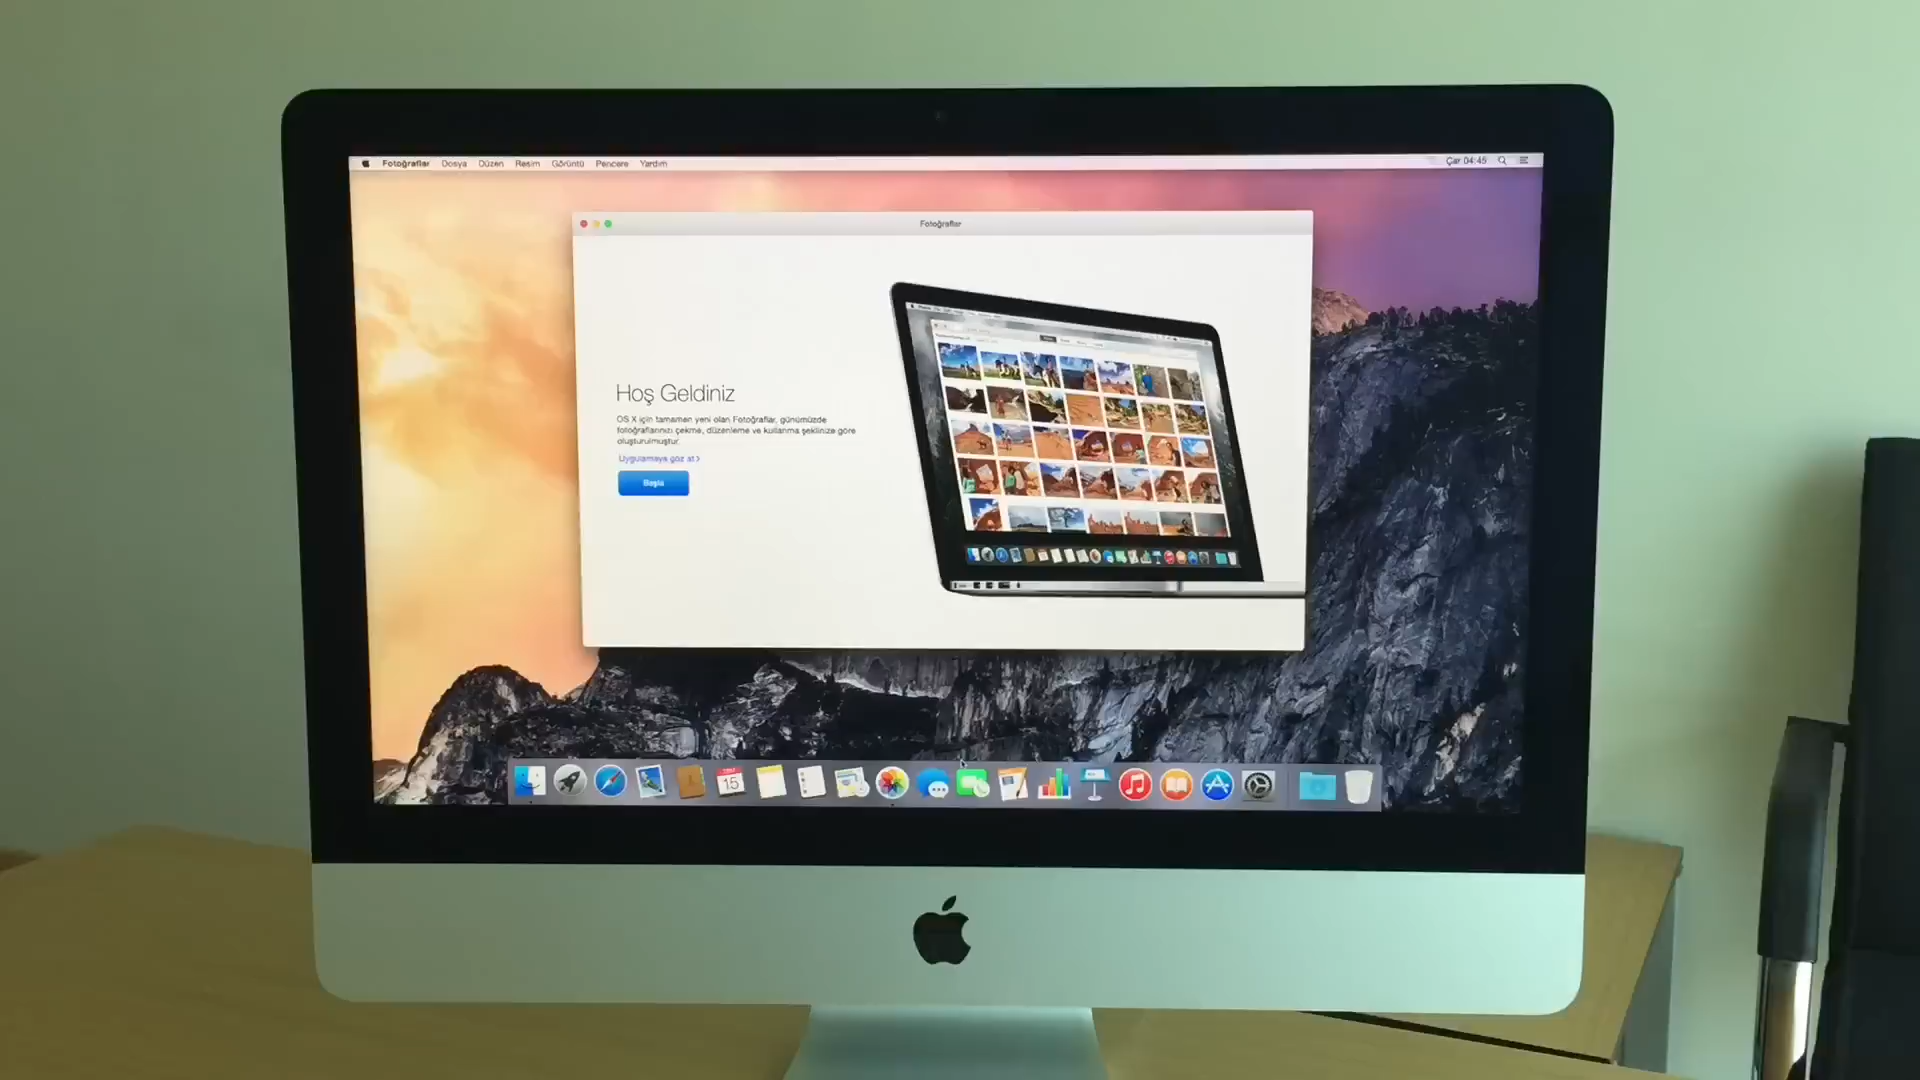 Fotoğraflar Dosya Düzen Resim Görüntü Pencere Yardım
Çar 04:45
Fotoğraflar
Hoş Geldiniz
OS X için tamamen yeni olan Fotoğraflar, günümüzde
fotoğraflarınızı çekme, düzenleme ve kullanma şeklinize göre
oluşturulmuştur.
Uygulamaya göz at >
Başla
15